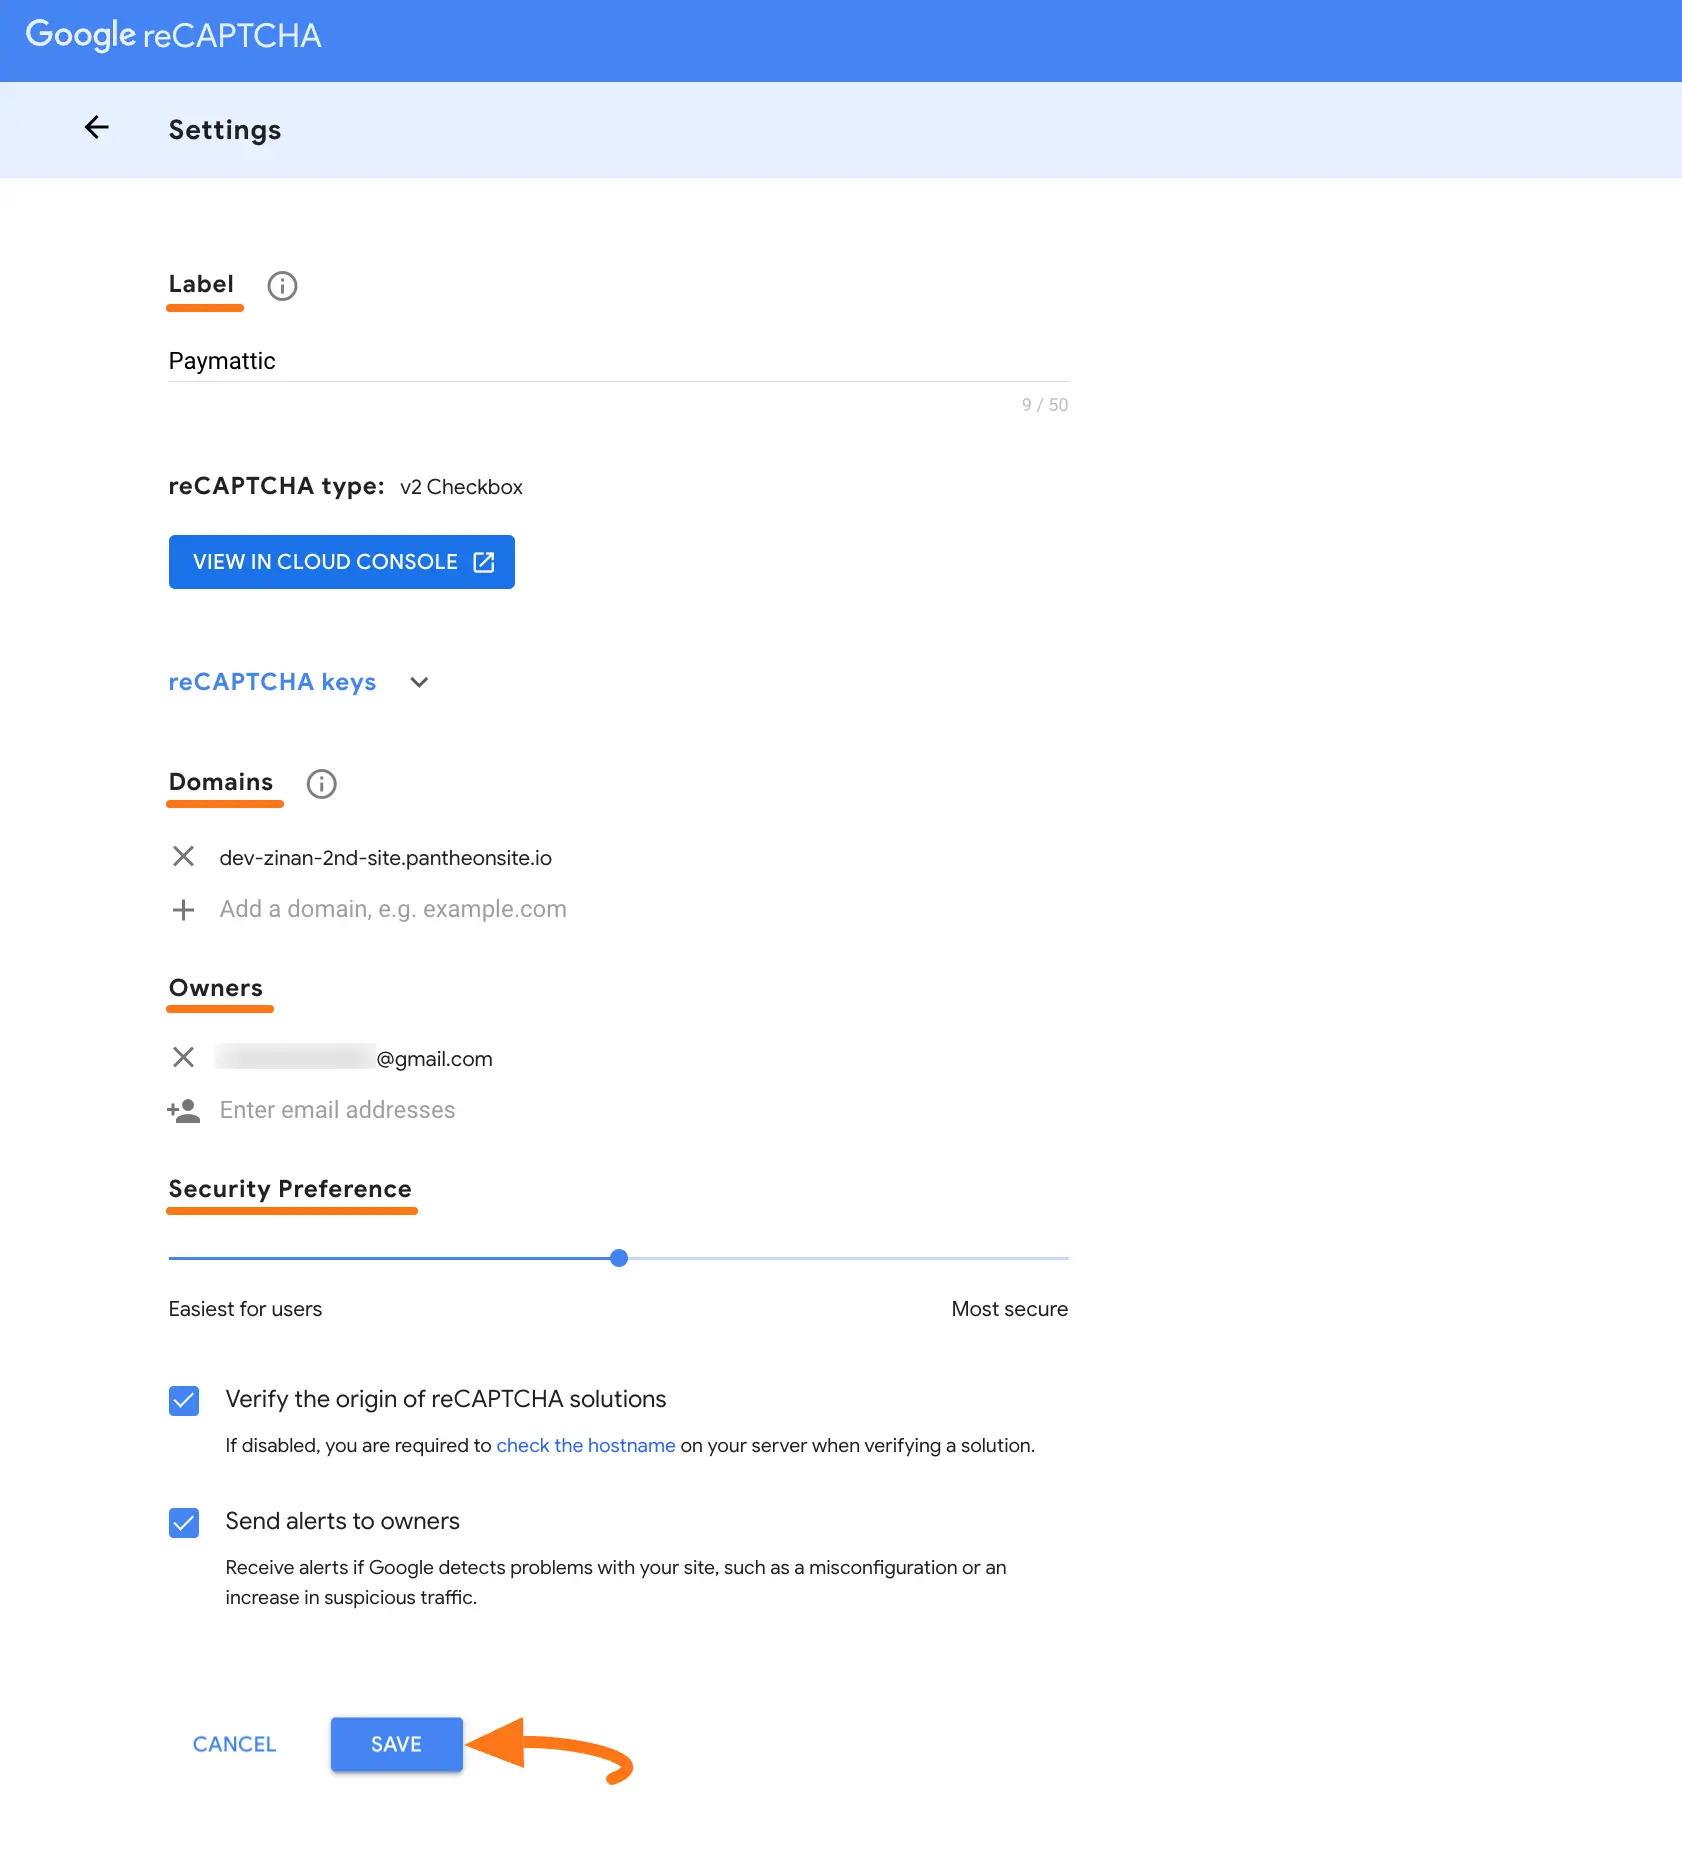 Google reCAPTCHA
Settings
Label
Paymattic
9 / 50
reCAPTCHA type: v2 Checkbox
VIEW IN CLOUD CONSOLE
reCAPTCHA keys
Domains
dev-zinan-2nd-site.pantheonsite.io
Add a domain, e.g. example.com
Owners
@gmail.com
Enter email addresses
Security Preference
Easiest for users Most secure
Verify the origin of reCAPTCHA solutions
If disabled, you are required to check the hostname on your server when verifying a solution.
Send alerts to owners
Receive alerts if Google detects problems with your site, such as a misconfiguration or an
increase in suspicious traffic.
CANCEL SAVE